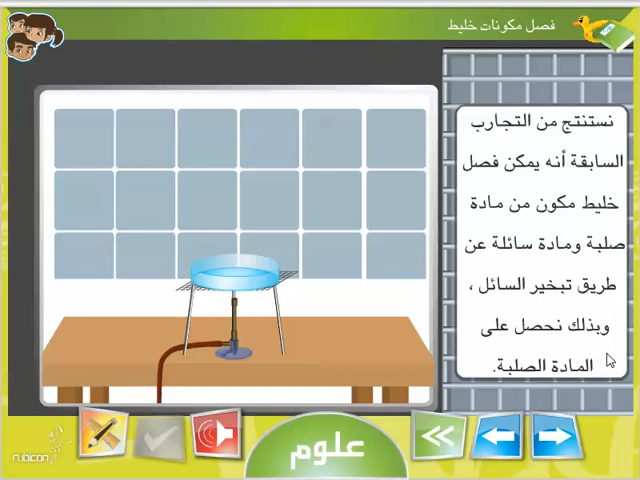 فصل مكونات خليط
نستنتج من التجارب
السابقة أنه يمكن فصل
خليط مكون من مادة
صلبة ومادة سائلة عن
طريق تبخير السائل ،
وبذلك نحصل على
المادة الصلبة.
علوم
rubicon